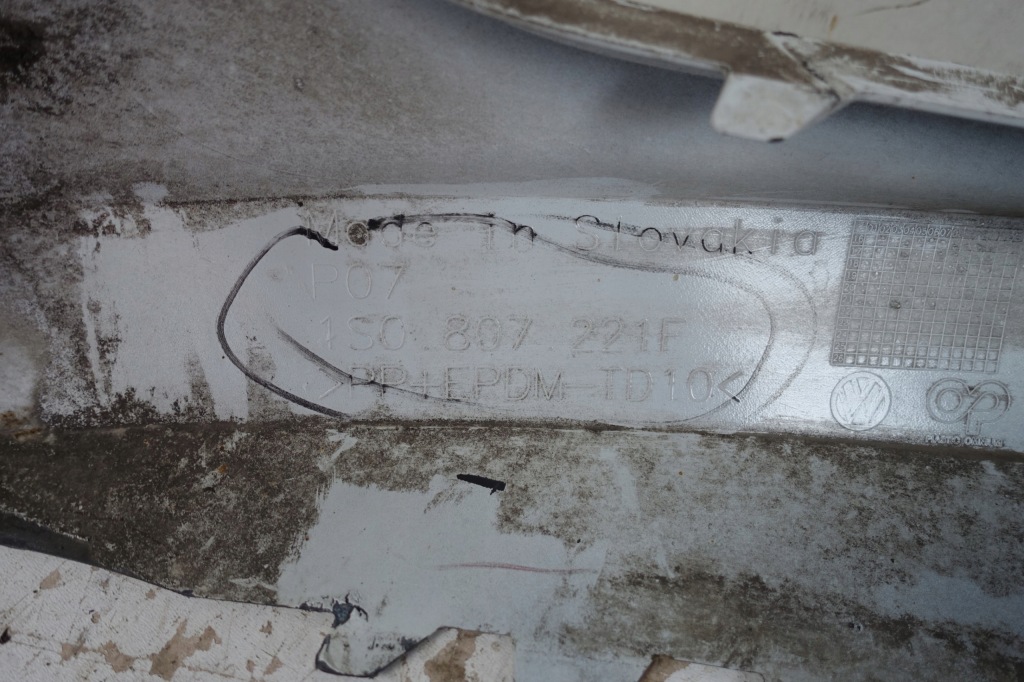 Made in Slovakia
P07
1S0 807 221F
>PP+EPDM-TD10<